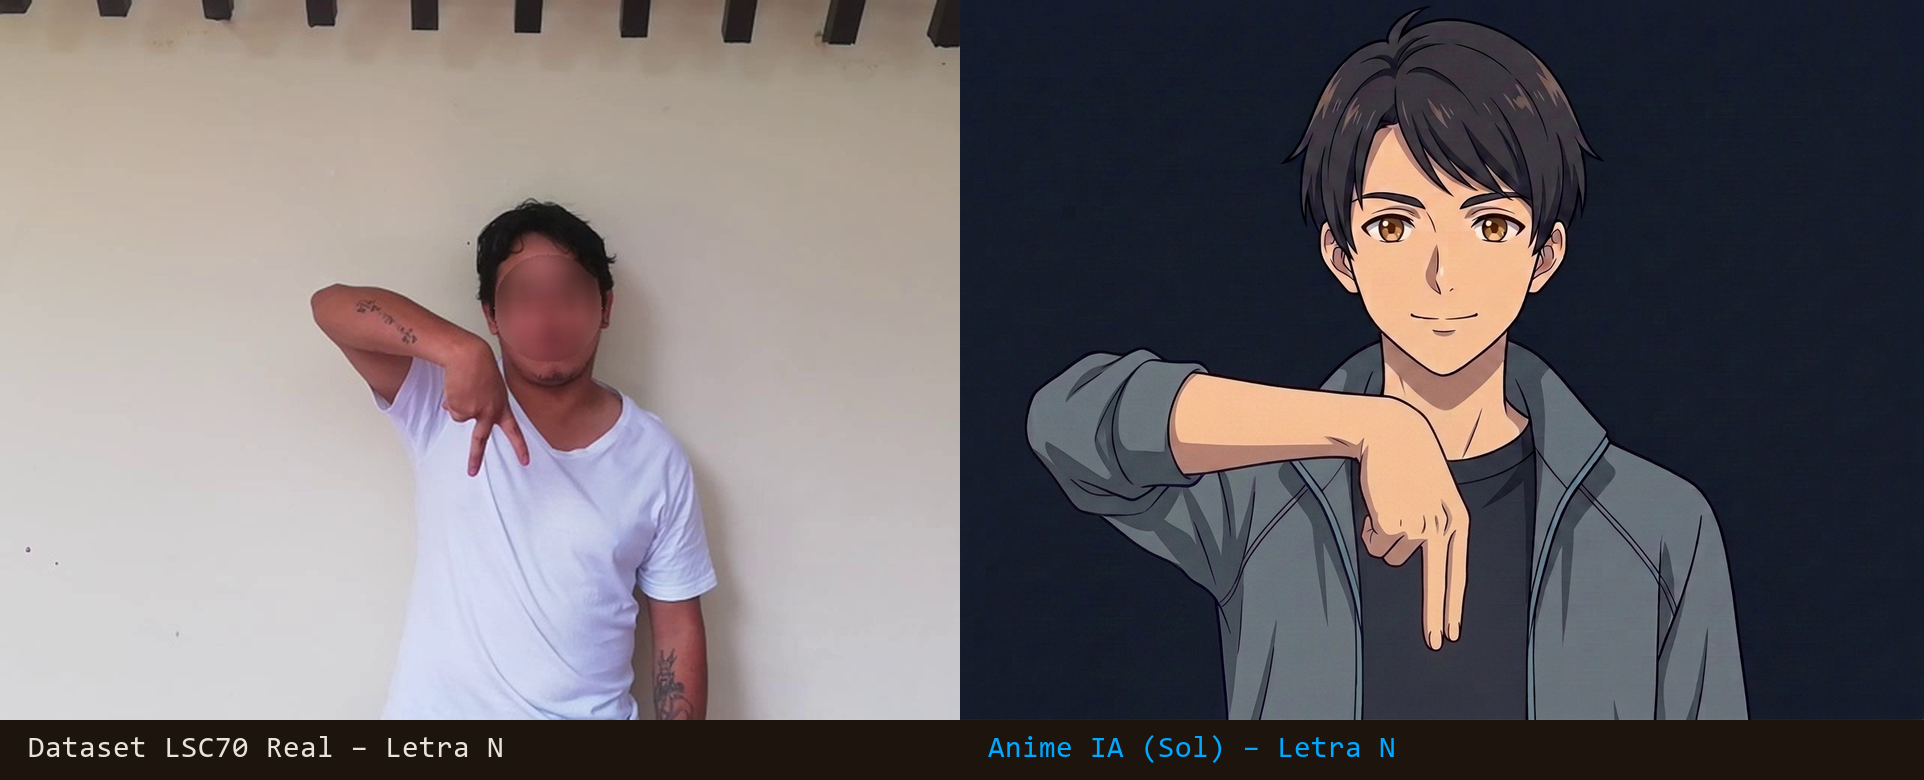 Dataset LSC70 Real – Letra N
Anime IA (Sol) – Letra N